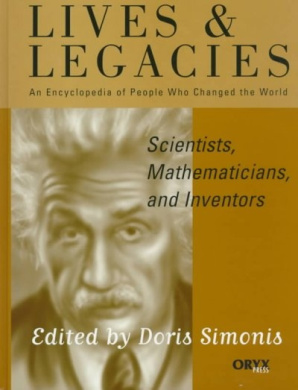 LIVES &
LEGACIES
An Encyclopedia of People Who Changed the World
Scientists,
Mathematicians,
and Inventors
Edited by Doris Simonis
ORYX
PRESS